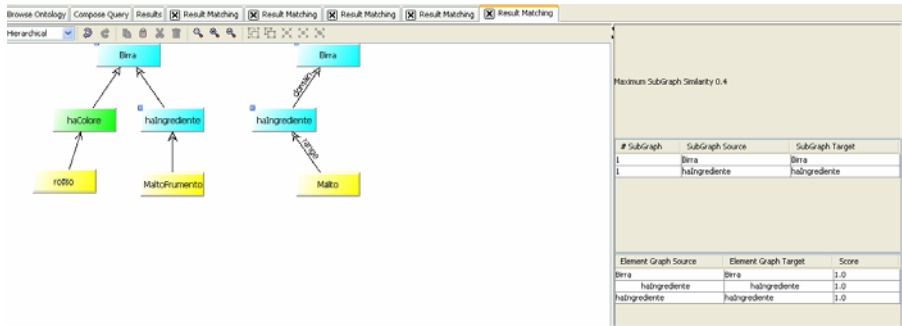 Browse Ontology Compose Query Results Result Matching Result Matching Result Matching Result Matching Result Matching
Hierarchical
Birra Birra
domain
haColore haIngrediente haIngrediente
range
rosso MaltoFrumento Malto
Maximum SubGraph Similarity 0.4
# SubGraph SubGraph Source SubGraph Target
1 Birra Birra
1 haIngrediente haIngrediente
Element Graph Source Element Graph Target Score
Birra Birra 1.0
haIngrediente haIngrediente 1.0
haIngrediente haIngrediente 1.0